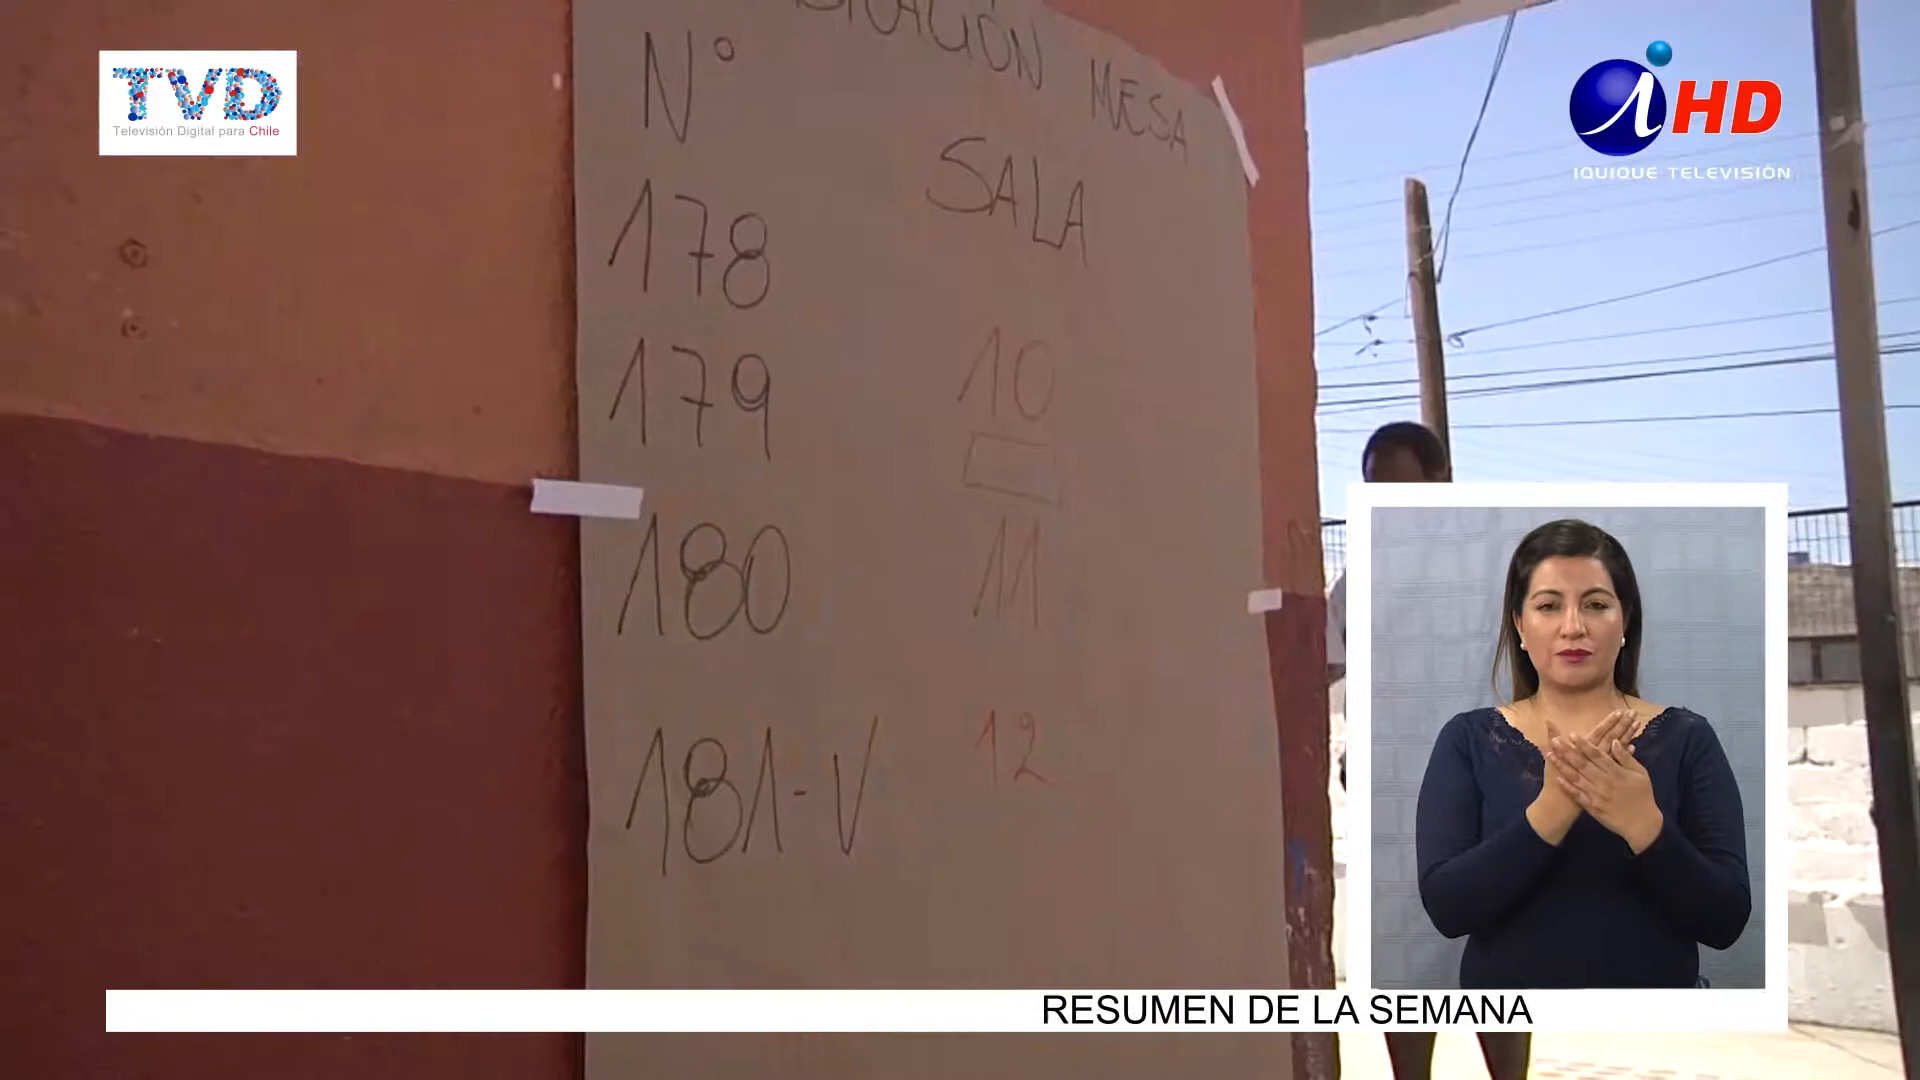 TVD
Televisión Digital para Chile
iHD
IQUIQUE TELEVISIÓN
MESA
N° SALA
178
179 10
180 11
181-V 12
RESUMEN DE LA SEMANA